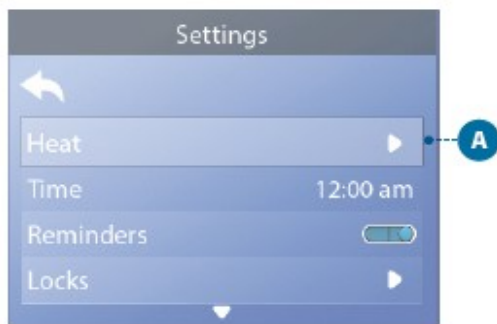 Settings
Heat
A
Time 12:00 am
Reminders
Locks